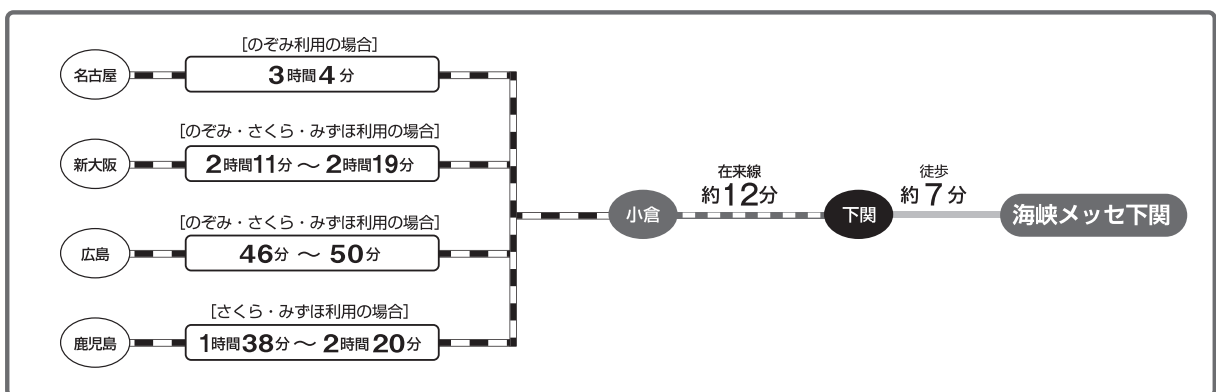 [のぞみ利用の場合]
名古屋
3時間4分
[のぞみ・さくら・みずほ利用の場合]
新大阪
2時間11分～2時間19分
[のぞみ・さくら・みずほ利用の場合]
広島
46分 ～ 50分
[さくら・みずほ利用の場合]
鹿児島
1時間38分～2時間20分
小倉
在来線
約12分
下関
徒歩
約7分
海峡メッセ下関